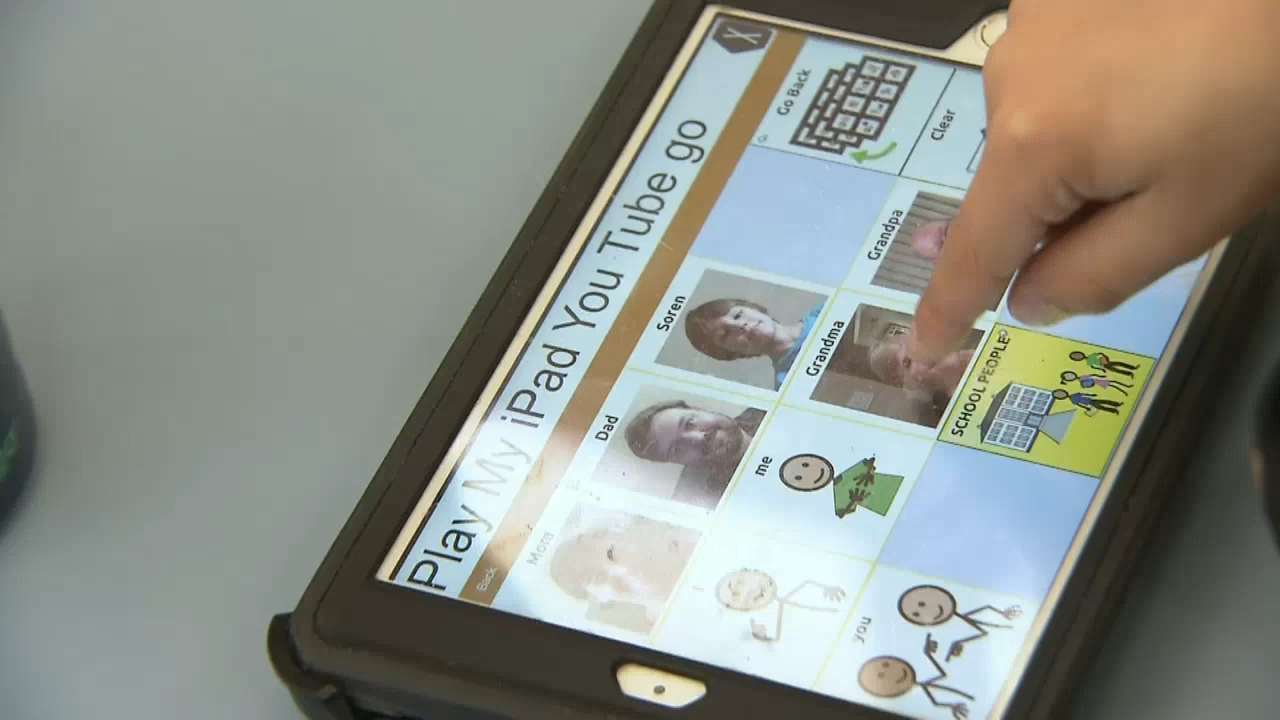 Play My iPad You Tube go
X
Back
Go Back
Clear
Mom
Dad
Soren
I
me
Grandma
Grandpa
you
SCHOOL PEOPLE